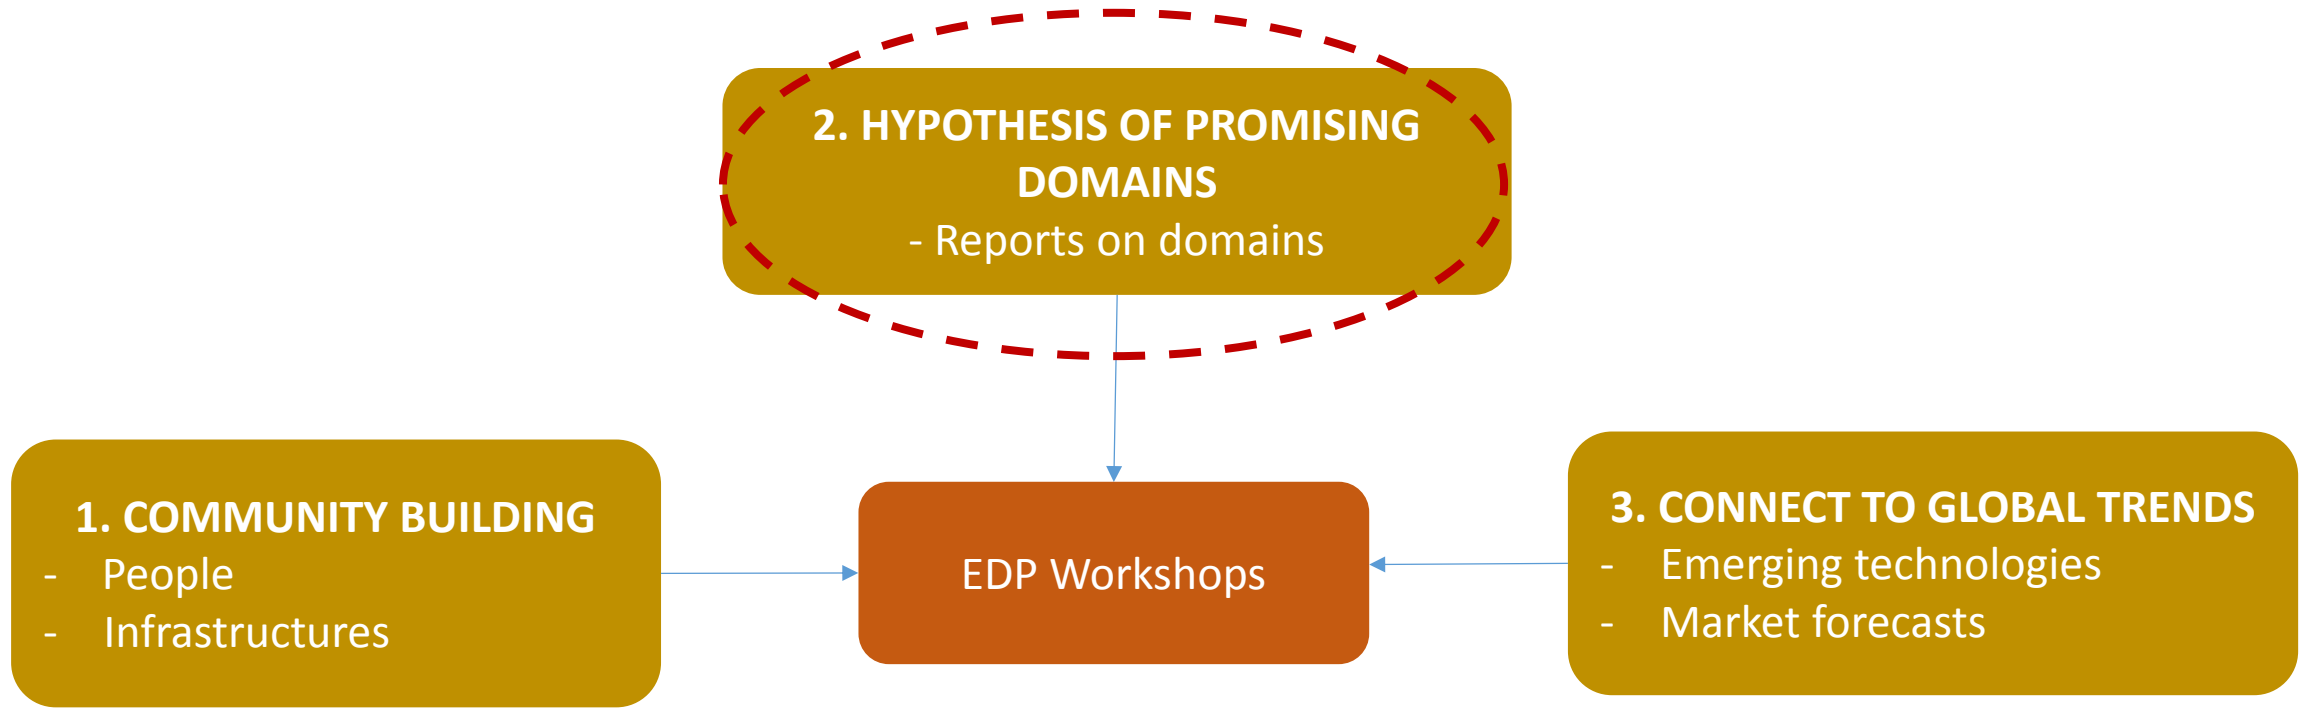 2. HYPOTHESIS OF PROMISING
DOMAINS
- Reports on domains
1. COMMUNITY BUILDING
- People
- Infrastructures
EDP Workshops
3. CONNECT TO GLOBAL TRENDS
- Emerging technologies
- Market forecasts